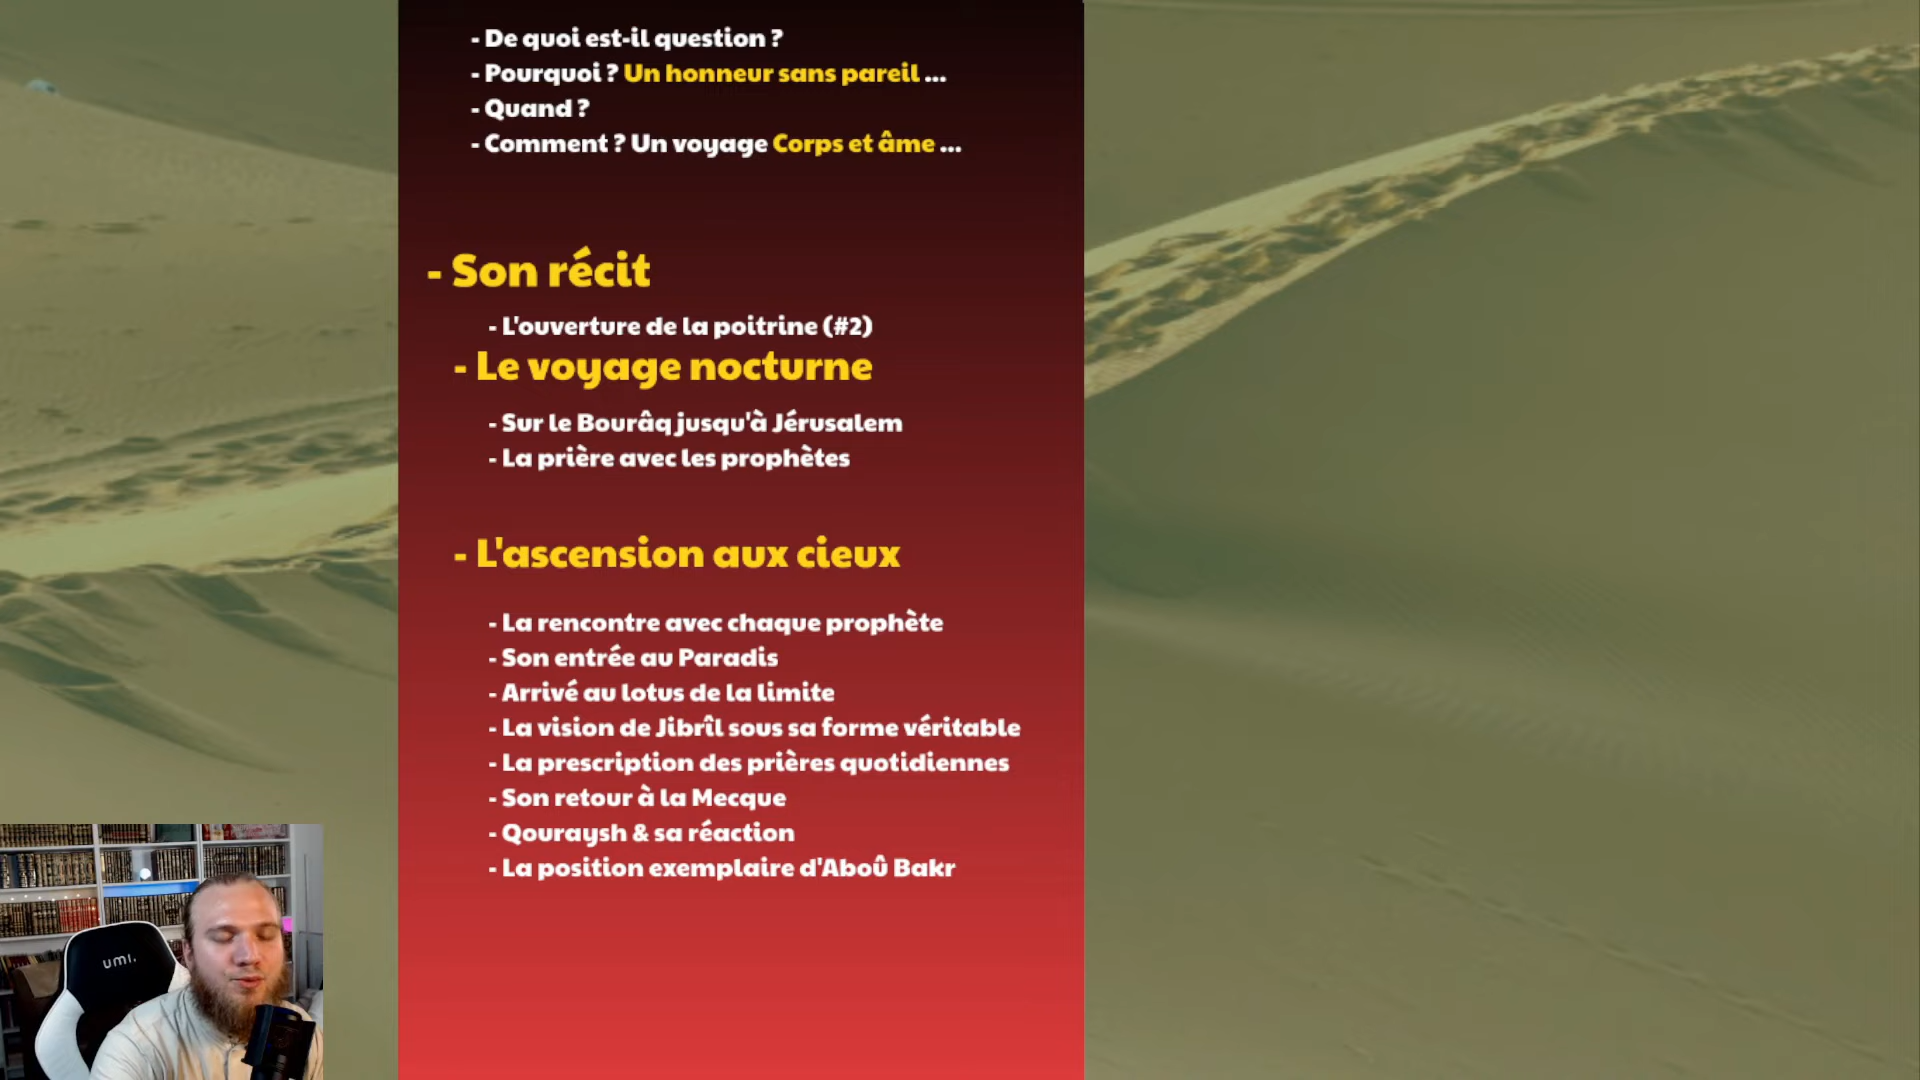 - De quoi est-il question ?
- Pourquoi ? Un honneur sans pareil ...
- Quand ?
- Comment ? Un voyage Corps et âme ...
- Son récit
- L'ouverture de la poitrine (#2)
- Le voyage nocturne
- Sur le Bourâq jusqu'à Jérusalem
- La prière avec les prophètes
- L'ascension aux cieux
- La rencontre avec chaque prophète
- Son entrée au Paradis
- Arrivé au lotus de la limite
- La vision de Jibrîl sous sa forme véritable
- La prescription des prières quotidiennes
- Son retour à la Mecque
- Qouraysh & sa réaction
- La position exemplaire d'Aboû Bakr
umi.